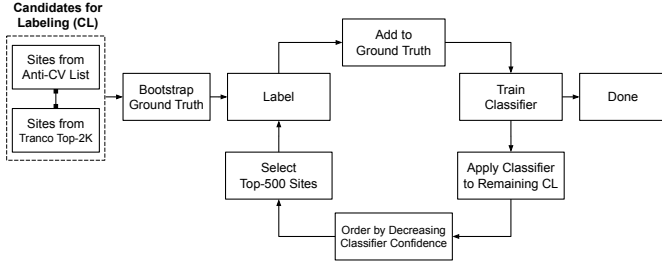 Candidates for
Labeling (CL)
Sites from
Anti-CV List
Sites from
Tranco Top-2K
Bootstrap
Ground Truth
Label
Add to
Ground Truth
Train
Classifier
Done
Select
Top-500 Sites
Apply Classifier
to Remaining CL
Order by Decreasing
Classifier Confidence